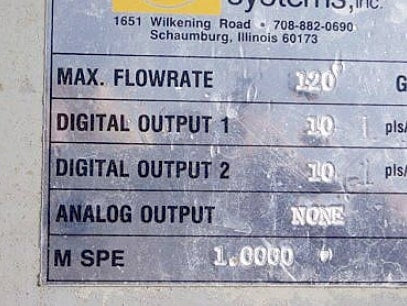 systems, inc.
1651 Wilkening Road • 708-882-0690
Schaumburg, Illinois 60173
MAX. FLOWRATE 120 G
DIGITAL OUTPUT 1 10 pls/
DIGITAL OUTPUT 2 10 pls/
ANALOG OUTPUT NONE
M SPE 1.0000